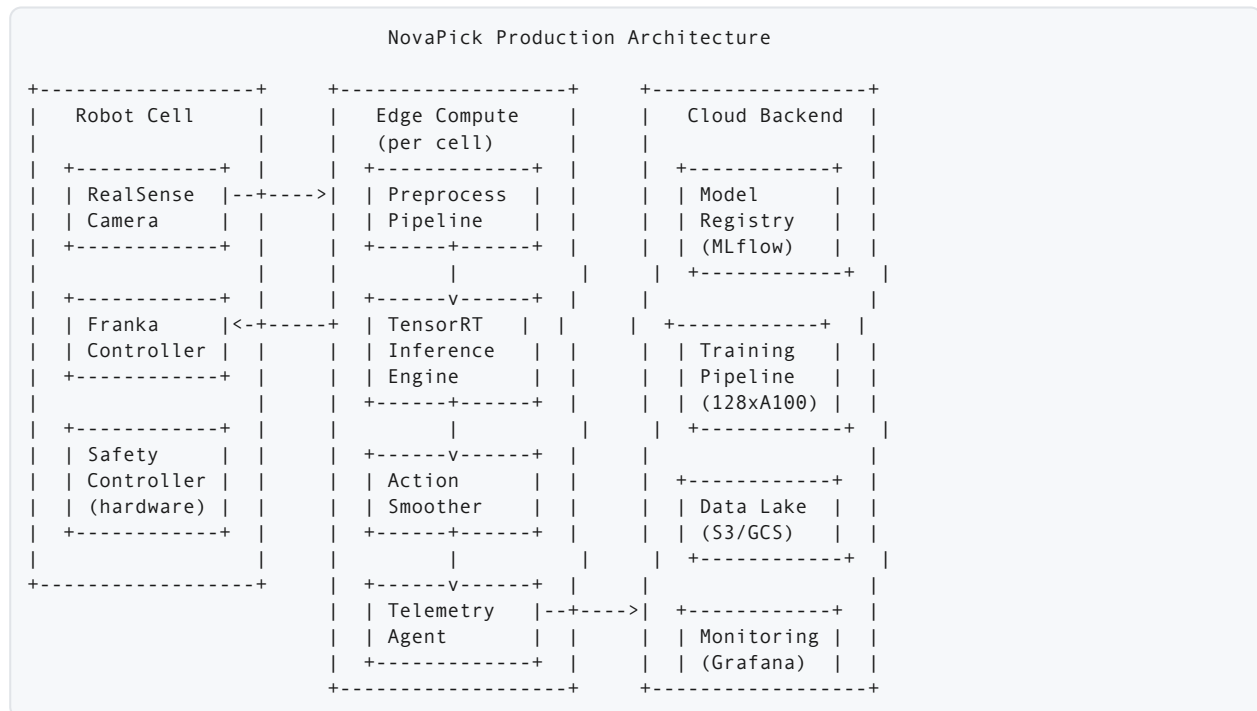 NovaPick Production Architecture

+------------------+      +-------------------+      +------------------+
|   Robot Cell     |      |   Edge Compute    |      |   Cloud Backend  |
|                  |      |   (per cell)      |      |                  |
|  +------------+  |      |  +-------------+  |      |  +------------+  |
|  | RealSense  |--+----->|  | Preprocess  |  |      |  | Model      |  |
|  | Camera     |  |      |  | Pipeline    |  |      |  | Registry   |  |
|  +------------+  |      |  +------+------+  |      |  | (MLflow)   |  |
|                  |      |         |          |     |  +------------+  |
|  +------------+  |      |  +------v------+  |     |                  |
|  | Franka     |<-+-----+  | TensorRT   |  |     |  +------------+  |
|  | Controller |  |      |  | Inference   |  |      |  | Training   |  |
|  +------------+  |      |  | Engine      |  |      |  | Pipeline   |  |
|                  |      |  +------+------+  |      |  | (128xA100) |  |
|  +------------+  |      |         |          |     |  +------------+  |
|  | Safety     |  |      |  +------v------+  |     |                  |
|  | Controller |  |      |  | Action      |  |      |  +------------+  |
|  | (hardware) |  |      |  | Smoother    |  |      |  | Data Lake  |  |
|  +------------+  |      |  +------+------+  |      |  | (S3/GCS)   |  |
|                  |      |         |          |     |  +------------+  |
+------------------+      |  +------v------+  |     |                  |
                          |  | Telemetry   |--+---->|  +------------+  |
                          |  | Agent       |  |      |  | Monitoring |  |
                          |  +-------------+  |      |  | (Grafana)  |  |
                          +-------------------+      +------------------+